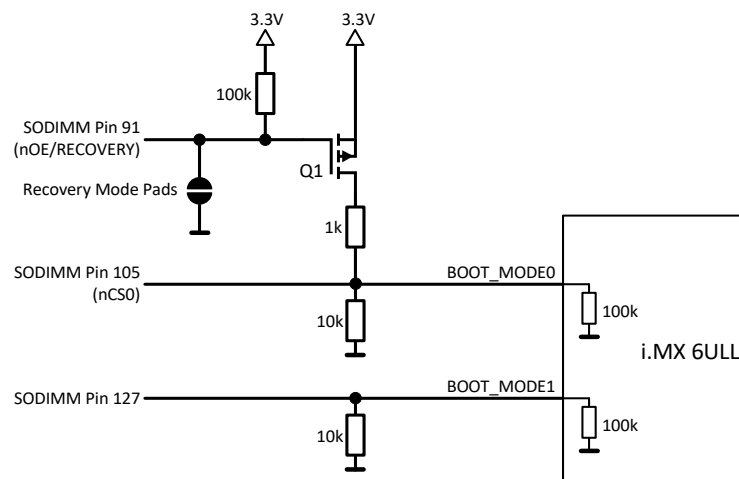 3.3V
3.3V
100k
SODIMM Pin 91
(nOE/RECOVERY)
Q1
Recovery Mode Pads
1k
SODIMM Pin 105
(nCS0)
BOOT_MODE0
10k
100k
i.MX 6ULL
SODIMM Pin 127
BOOT_MODE1
10k
100k